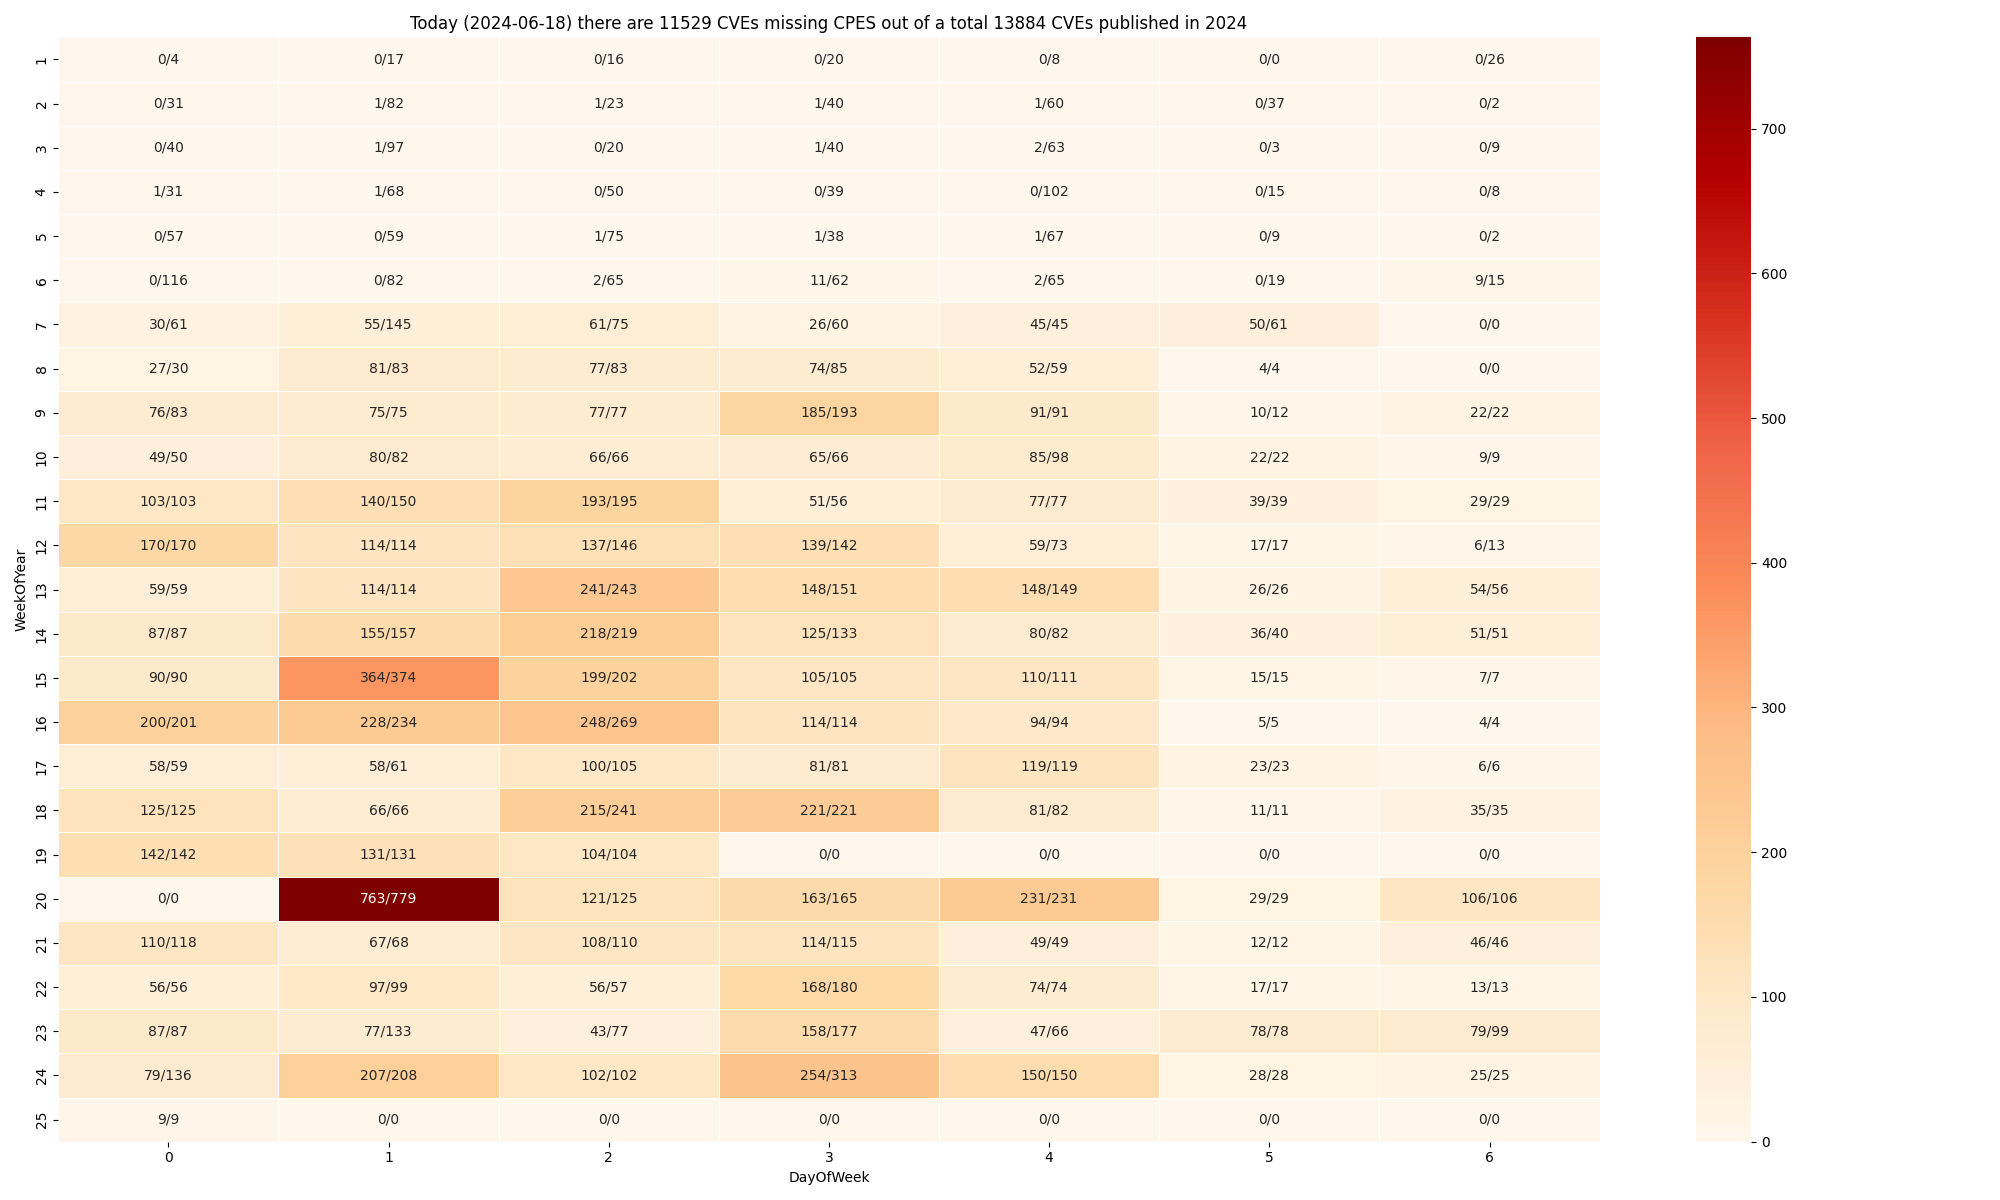 Today (2024-06-18) there are 11529 CVEs missing CPES out of a total 13884 CVEs published in 2024
WeekOfYear
1 0/4 0/17 0/16 0/20 0/8 0/0 0/26
2 0/31 1/82 1/23 1/40 1/60 0/37 0/2
3 0/40 1/97 0/20 1/40 2/63 0/3 0/9
4 1/31 1/68 0/50 0/39 0/102 0/15 0/8
5 0/57 0/59 1/75 1/38 1/67 0/9 0/2
6 0/116 0/82 2/65 11/62 2/65 0/19 9/15
7 30/61 55/145 61/75 26/60 45/45 50/61 0/0
8 27/30 81/83 77/83 74/85 52/59 4/4 0/0
9 76/83 75/75 77/77 185/193 91/91 10/12 22/22
10 49/50 80/82 66/66 65/66 85/98 22/22 9/9
11 103/103 140/150 193/195 51/56 77/77 39/39 29/29
12 170/170 114/114 137/146 139/142 59/73 17/17 6/13
13 59/59 114/114 241/243 148/151 148/149 26/26 54/56
14 87/87 155/157 218/219 125/133 80/82 36/40 51/51
15 90/90 364/374 199/202 105/105 110/111 15/15 7/7
16 200/201 228/234 248/269 114/114 94/94 5/5 4/4
17 58/59 58/61 100/105 81/81 119/119 23/23 6/6
18 125/125 66/66 215/241 221/221 81/82 11/11 35/35
19 142/142 131/131 104/104 0/0 0/0 0/0 0/0
20 0/0 763/779 121/125 163/165 231/231 29/29 106/106
21 110/118 67/68 108/110 114/115 49/49 12/12 46/46
22 56/56 97/99 56/57 168/180 74/74 17/17 13/13
23 87/87 77/133 43/77 158/177 47/66 78/78 79/99
24 79/136 207/208 102/102 254/313 150/150 28/28 25/25
25 9/9 0/0 0/0 0/0 0/0 0/0 0/0
0 1 2 3 4 5 6
DayOfWeek
700
600
500
400
300
200
100
0